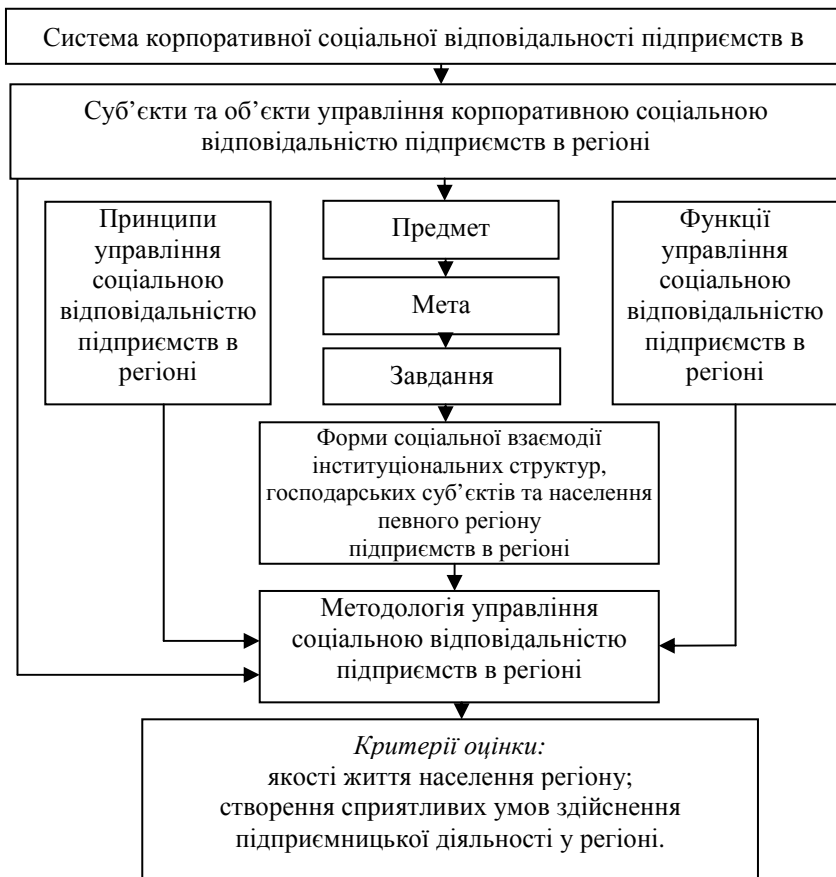 Система корпоративної соціальної відповідальності підприємств в
Суб’єкти та об’єкти управління корпоративною соціальною
відповідальністю підприємств в регіоні
Принципи
управління
соціальною
відповідальністю
підприємств в
регіоні
Предмет
Мета
Завдання
Функції
управління
соціальною
відповідальністю
підприємств в
регіоні
Форми соціальної взаємодії
інституціональних структур,
господарських суб’єктів та населення
певного регіону
підприємств в регіоні
Методологія управління
соціальною відповідальністю
підприємств в регіоні
Критерії оцінки:
якості життя населення регіону;
створення сприятливих умов здійснення
підприємницької діяльності у регіоні.